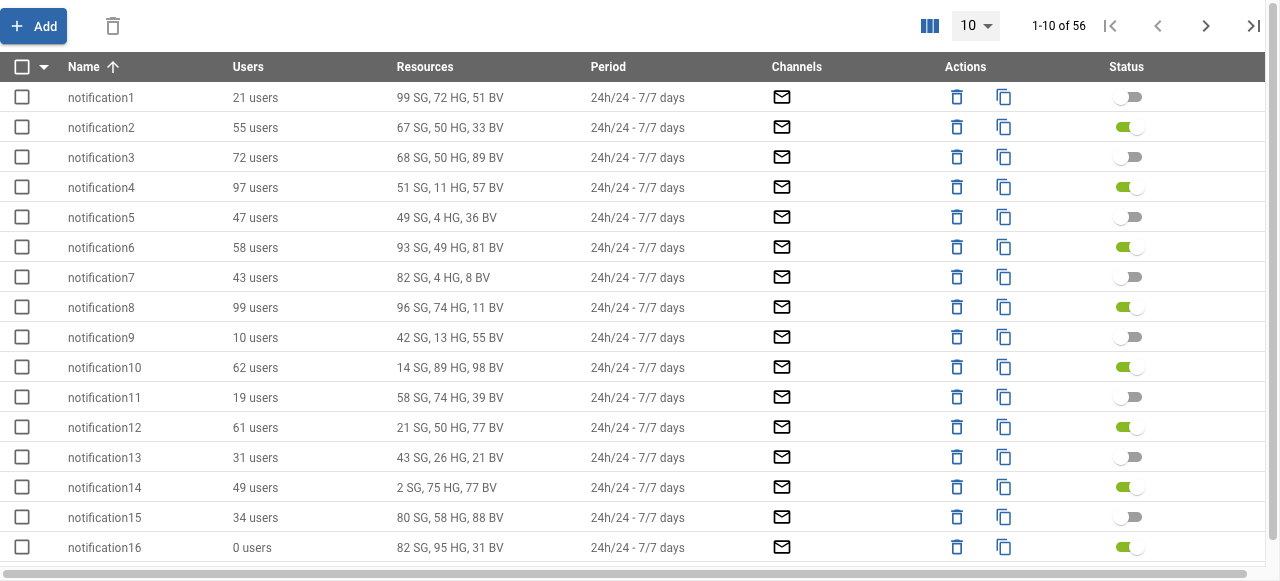 Add 10 1-10 of 56
Name Users Resources Period Channels Actions Status
notification1 21 users 99 SG, 72 HG, 51 BV 24h/24 - 7/7 days
notification2 55 users 67 SG, 50 HG, 33 BV 24h/24 - 7/7 days
notification3 72 users 68 SG, 50 HG, 89 BV 24h/24 - 7/7 days
notification4 97 users 51 SG, 11 HG, 57 BV 24h/24 - 7/7 days
notification5 47 users 49 SG, 4 HG, 36 BV 24h/24 - 7/7 days
notification6 58 users 93 SG, 49 HG, 81 BV 24h/24 - 7/7 days
notification7 43 users 82 SG, 4 HG, 8 BV 24h/24 - 7/7 days
notification8 99 users 96 SG, 74 HG, 11 BV 24h/24 - 7/7 days
notification9 10 users 42 SG, 13 HG, 55 BV 24h/24 - 7/7 days
notification10 62 users 14 SG, 89 HG, 98 BV 24h/24 - 7/7 days
notification11 19 users 58 SG, 74 HG, 39 BV 24h/24 - 7/7 days
notification12 61 users 21 SG, 50 HG, 77 BV 24h/24 - 7/7 days
notification13 31 users 43 SG, 26 HG, 21 BV 24h/24 - 7/7 days
notification14 49 users 2 SG, 75 HG, 77 BV 24h/24 - 7/7 days
notification15 34 users 80 SG, 58 HG, 88 BV 24h/24 - 7/7 days
notification16 0 users 82 SG, 95 HG, 31 BV 24h/24 - 7/7 days